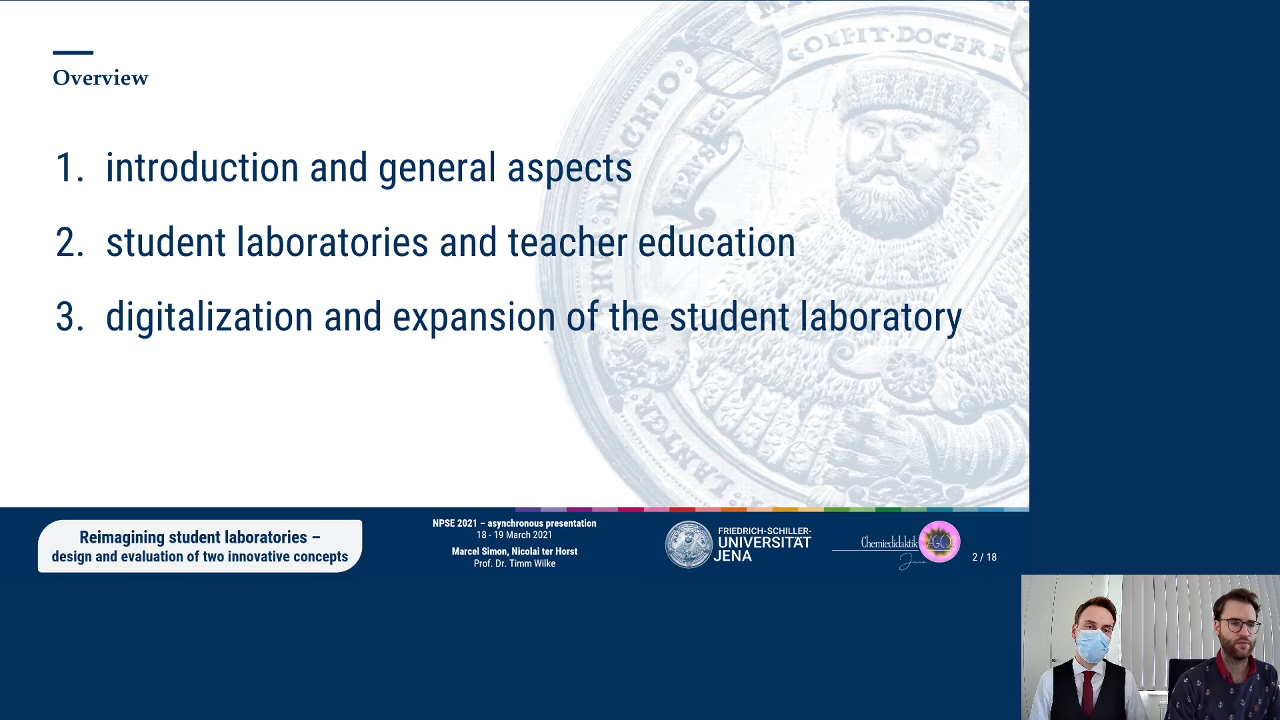 Overview
1. introduction and general aspects
2. student laboratories and teacher education
3. digitalization and expansion of the student laboratory
Reimagining student laboratories –
design and evaluation of two innovative concepts
NPSE 2021 – asynchronous presentation
18 - 19 March 2021
Marcel Simon, Nicolai ter Horst
Prof. Dr. Timm Wilke
FRIEDRICH-SCHILLER-
UNIVERSITÄT
JENA
Chemiedidaktik
Jena
2 / 18